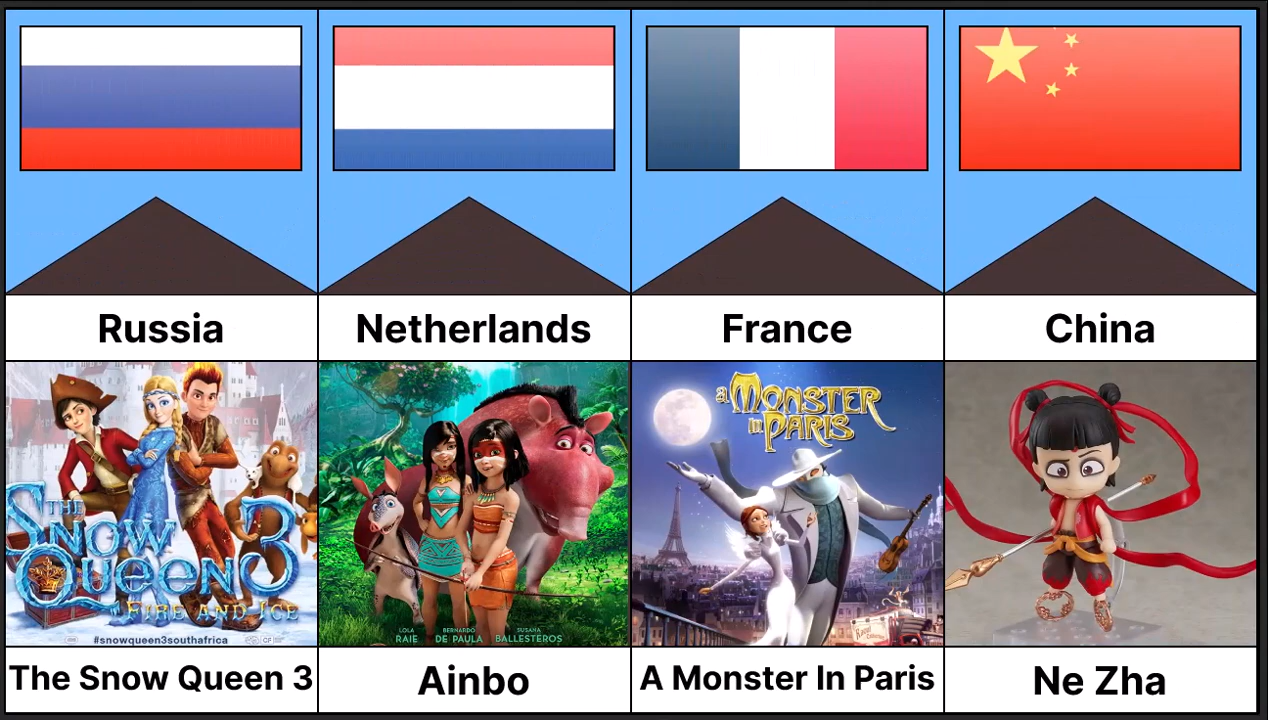 Russia
Netherlands
France
China
THE
SNOW
QUEEN 3
FIRE AND ICE
#snowqueen3southafrica
LOLA
RAIE
BERNARDO
DE PAULA
SUSANA
BALLESTEROS
a MONSTER
in PARIS
The Snow Queen 3
Ainbo
A Monster In Paris
Ne Zha